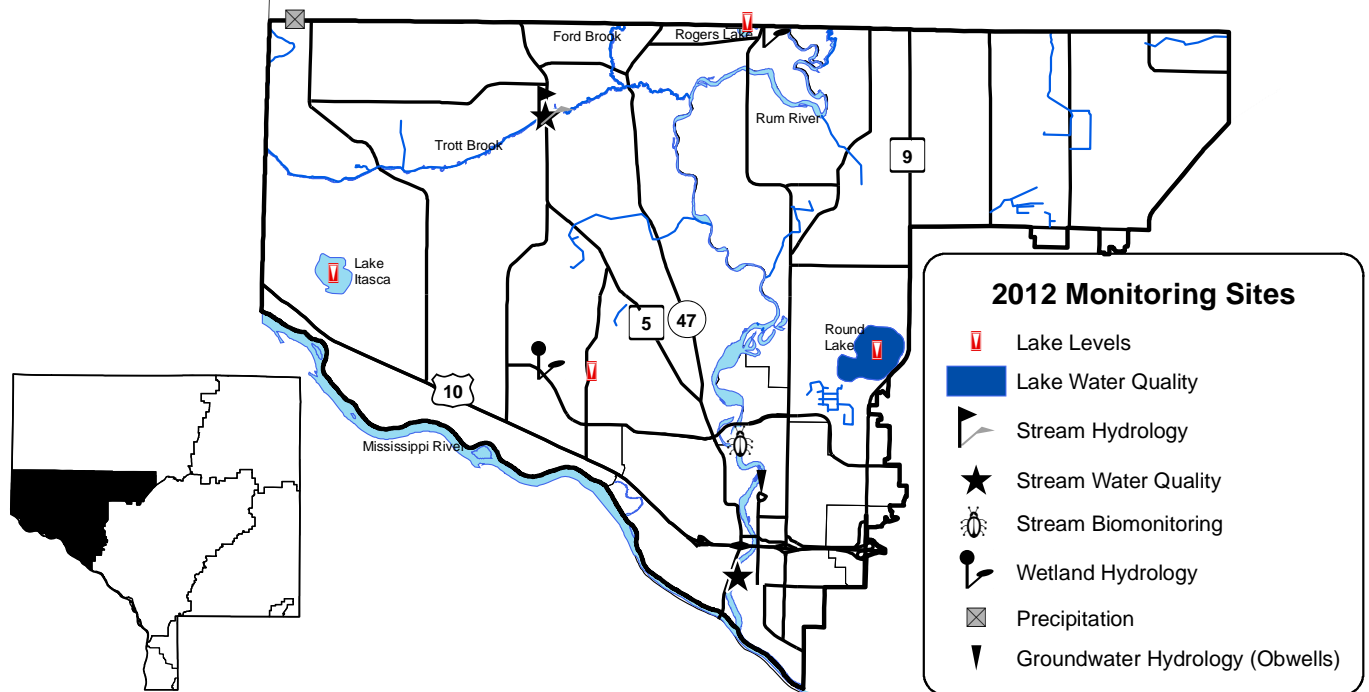 Ford Brook
Rogers Lake
Rum River
Trott Brook
9
Lake
Itasca
5
47
Round
Lake
10
Mississippi River
2012 Monitoring Sites
Lake Levels
Lake Water Quality
Stream Hydrology
Stream Water Quality
Stream Biomonitoring
Wetland Hydrology
Precipitation
Groundwater Hydrology (Obwells)